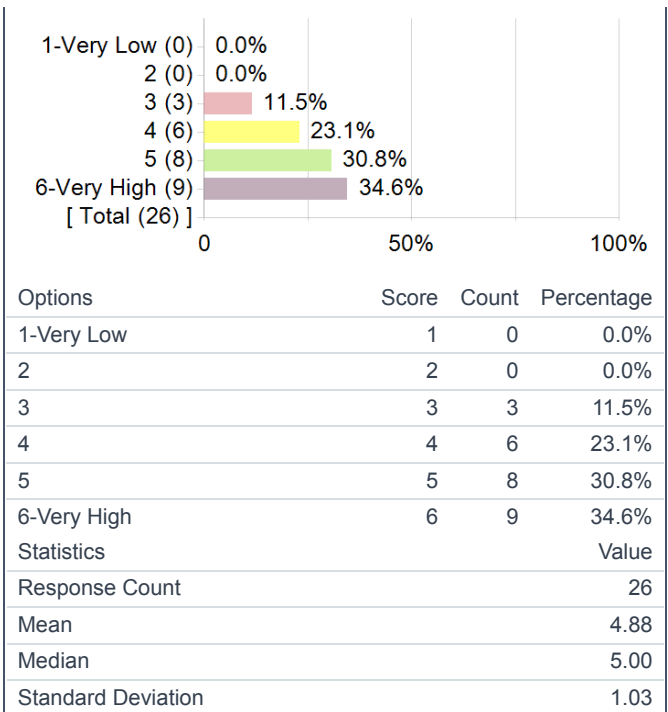 1-Very Low (0) 0.0%
2 (0) 0.0%
3 (3) 11.5%
4 (6) 23.1%
5 (8) 30.8%
6-Very High (9) 34.6%
[ Total (26) ]
0 50% 100%
Options Score Count Percentage
1-Very Low 1 0 0.0%
2 2 0 0.0%
3 3 3 11.5%
4 4 6 23.1%
5 5 8 30.8%
6-Very High 6 9 34.6%
Statistics Value
Response Count 26
Mean 4.88
Median 5.00
Standard Deviation 1.03